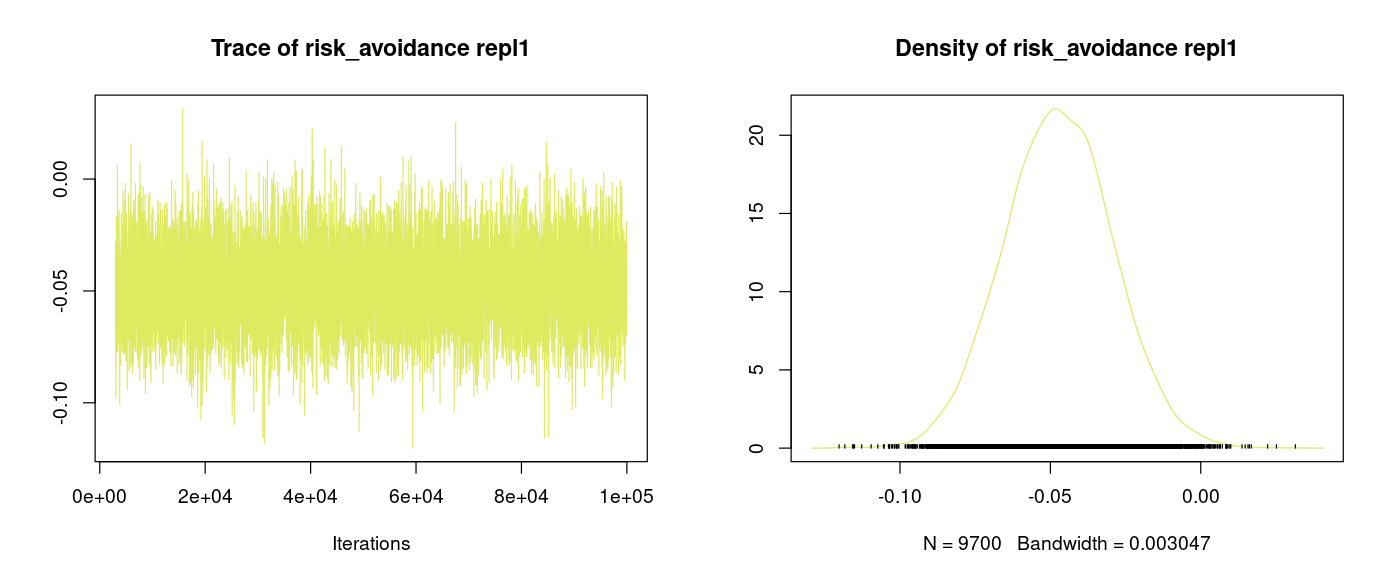 Trace of risk_avoidance repl1
0.00
-0.05
-0.10
0e+00 2e+04 4e+04 6e+04 8e+04 1e+05
Iterations
Density of risk_avoidance repl1
20
15
10
5
0
-0.10 -0.05 0.00
N = 9700 Bandwidth = 0.003047